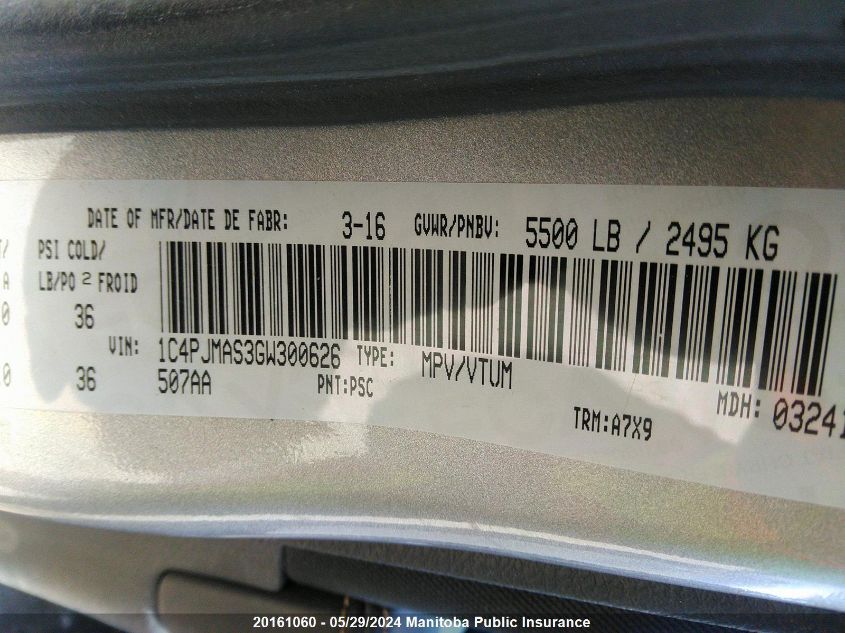 DATE OF MFR/DATE DE FABR: 3-16 GVWR/PNBV: 5500 LB / 2495 KG
PSI COLD/
LB/PO 2 FROID
36
VIN: 1C4PJMAS3GW300626 TYPE: MPV/VTUM MDH: 03241
36 507AA PNT:PSC TRM:A7X9
20161060 / 05/29/2024 Manitoba Public Insurance